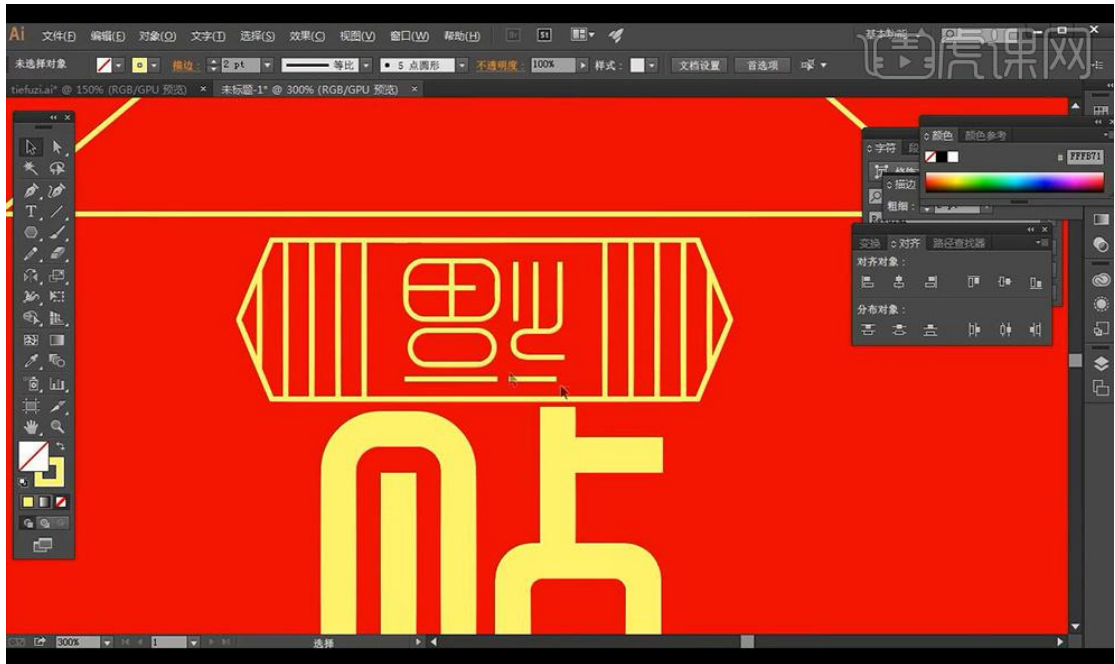 Ai 文件(F) 编辑(E) 对象(O) 文字(T) 选择(S) 效果(C) 视图(V) 窗口(W) 帮助(H) Br St
虎课网
未选择对象 描边: 2 pt 等比 5 点圆形 不透明度: 100% 样式: 文档设置 首选项
tiefuzi.ai* @ 150% (RGB/GPU 预览) × 未标题-1* @ 300% (RGB/GPU 预览) ×
颜色 颜色参考
字符 段
# FFFB71
描边
粗细:
变换 对齐 路径查找器
对齐对象:
分布对象:
贴
300% 1 选择